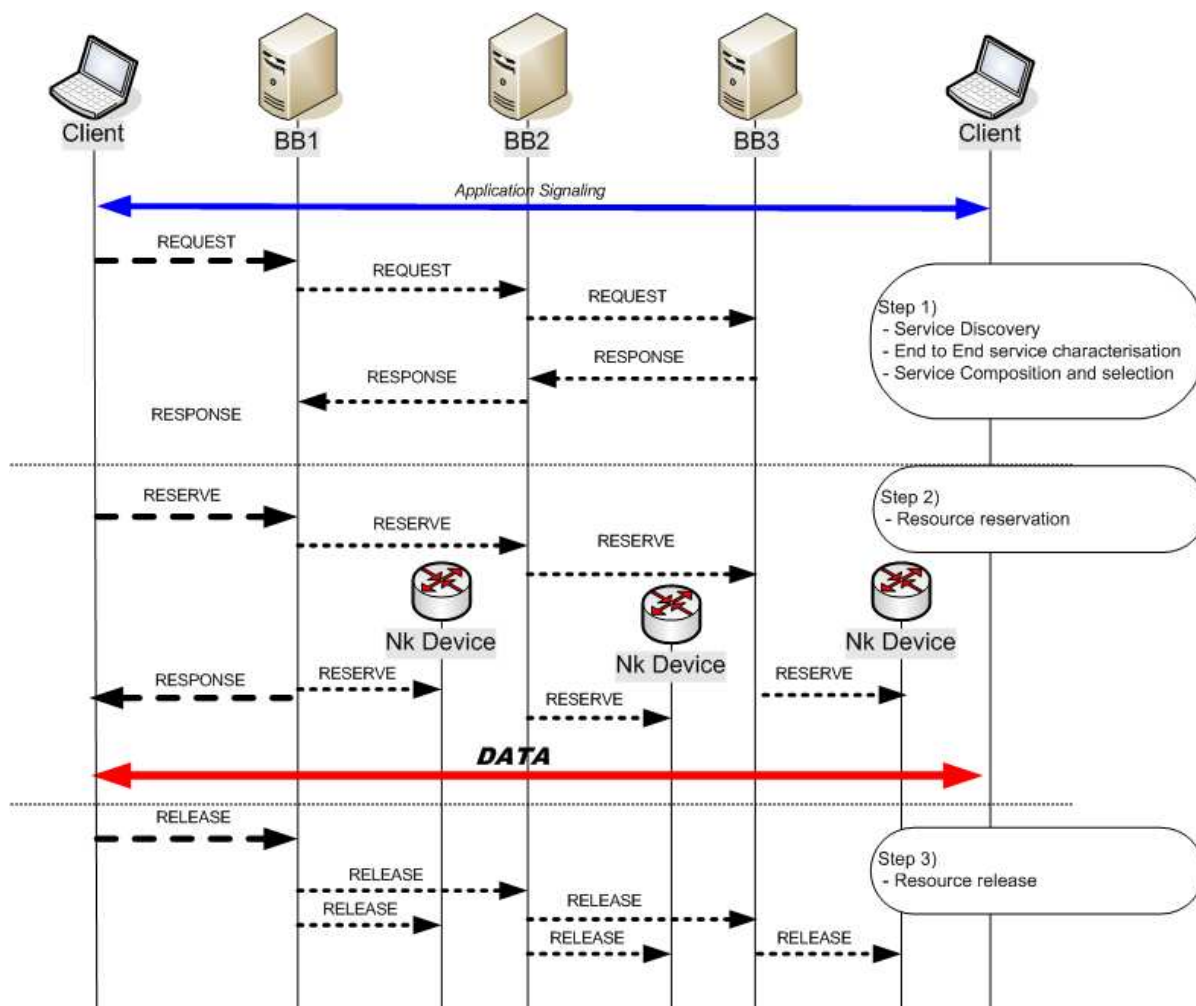 Client
BB1
BB2
BB3
Client
Application Signaling
REQUEST
REQUEST
REQUEST
Step 1)
- Service Discovery
- End to End service characterisation
- Service Composition and selection
RESPONSE
RESPONSE
RESPONSE
RESERVE
Step 2)
- Resource reservation
RESERVE
RESERVE
Nk Device
Nk Device
Nk Device
RESPONSE
RESERVE
RESERVE
RESERVE
DATA
RELEASE
Step 3)
- Resource release
RELEASE
RELEASE
RELEASE
RELEASE
RELEASE